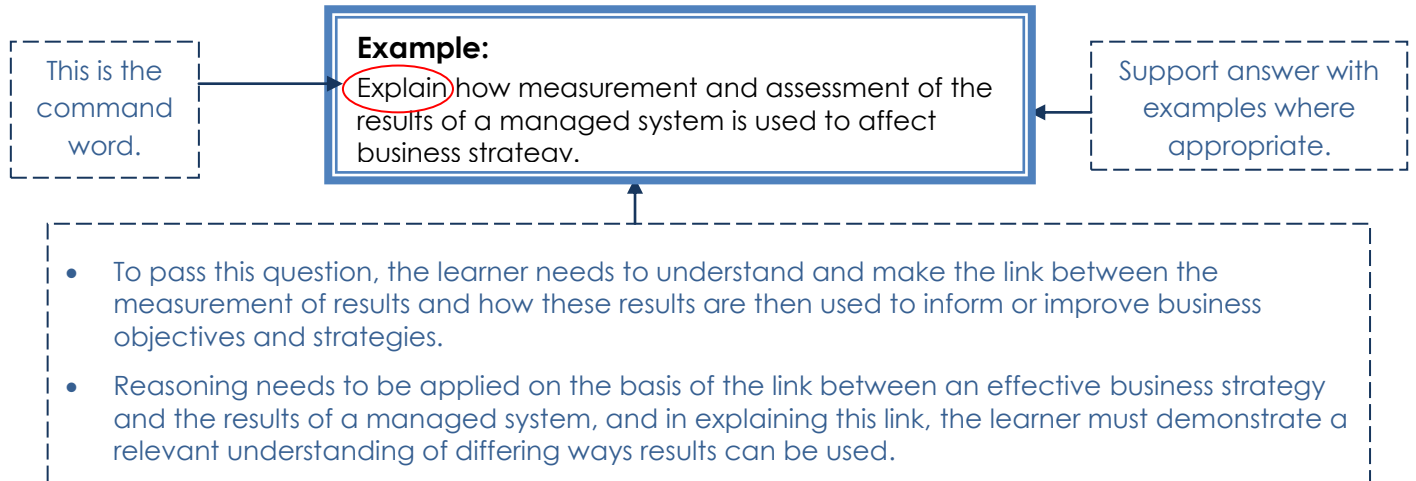 This is the
command
word.
Example:
Explain how measurement and assessment of the
results of a managed system is used to affect
business strategy.
Support answer with
examples where
appropriate.
• To pass this question, the learner needs to understand and make the link between the
measurement of results and how these results are then used to inform or improve business
objectives and strategies.
• Reasoning needs to be applied on the basis of the link between an effective business strategy
and the results of a managed system, and in explaining this link, the learner must demonstrate a
relevant understanding of differing ways results can be used.